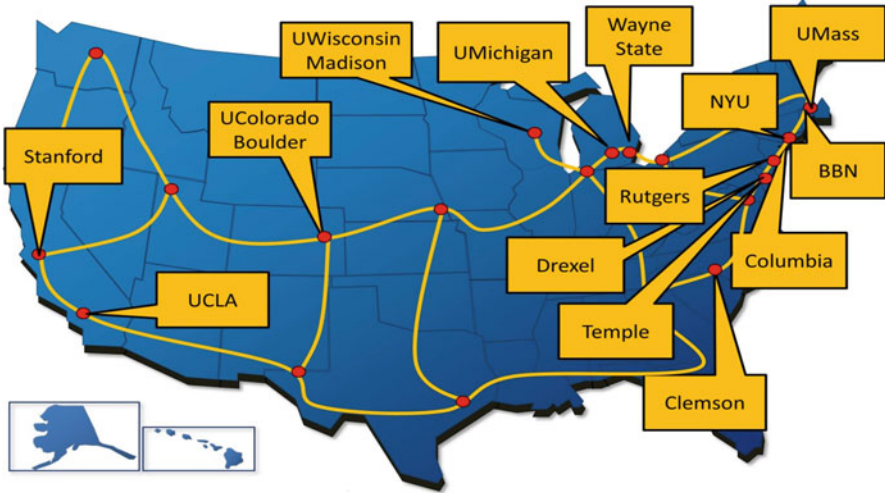 UWisconsin
Madison
UMichigan
Wayne
State
UMass
NYU
UColorado
Boulder
Stanford
Rutgers
BBN
Drexel
Columbia
UCLA
Temple
Clemson